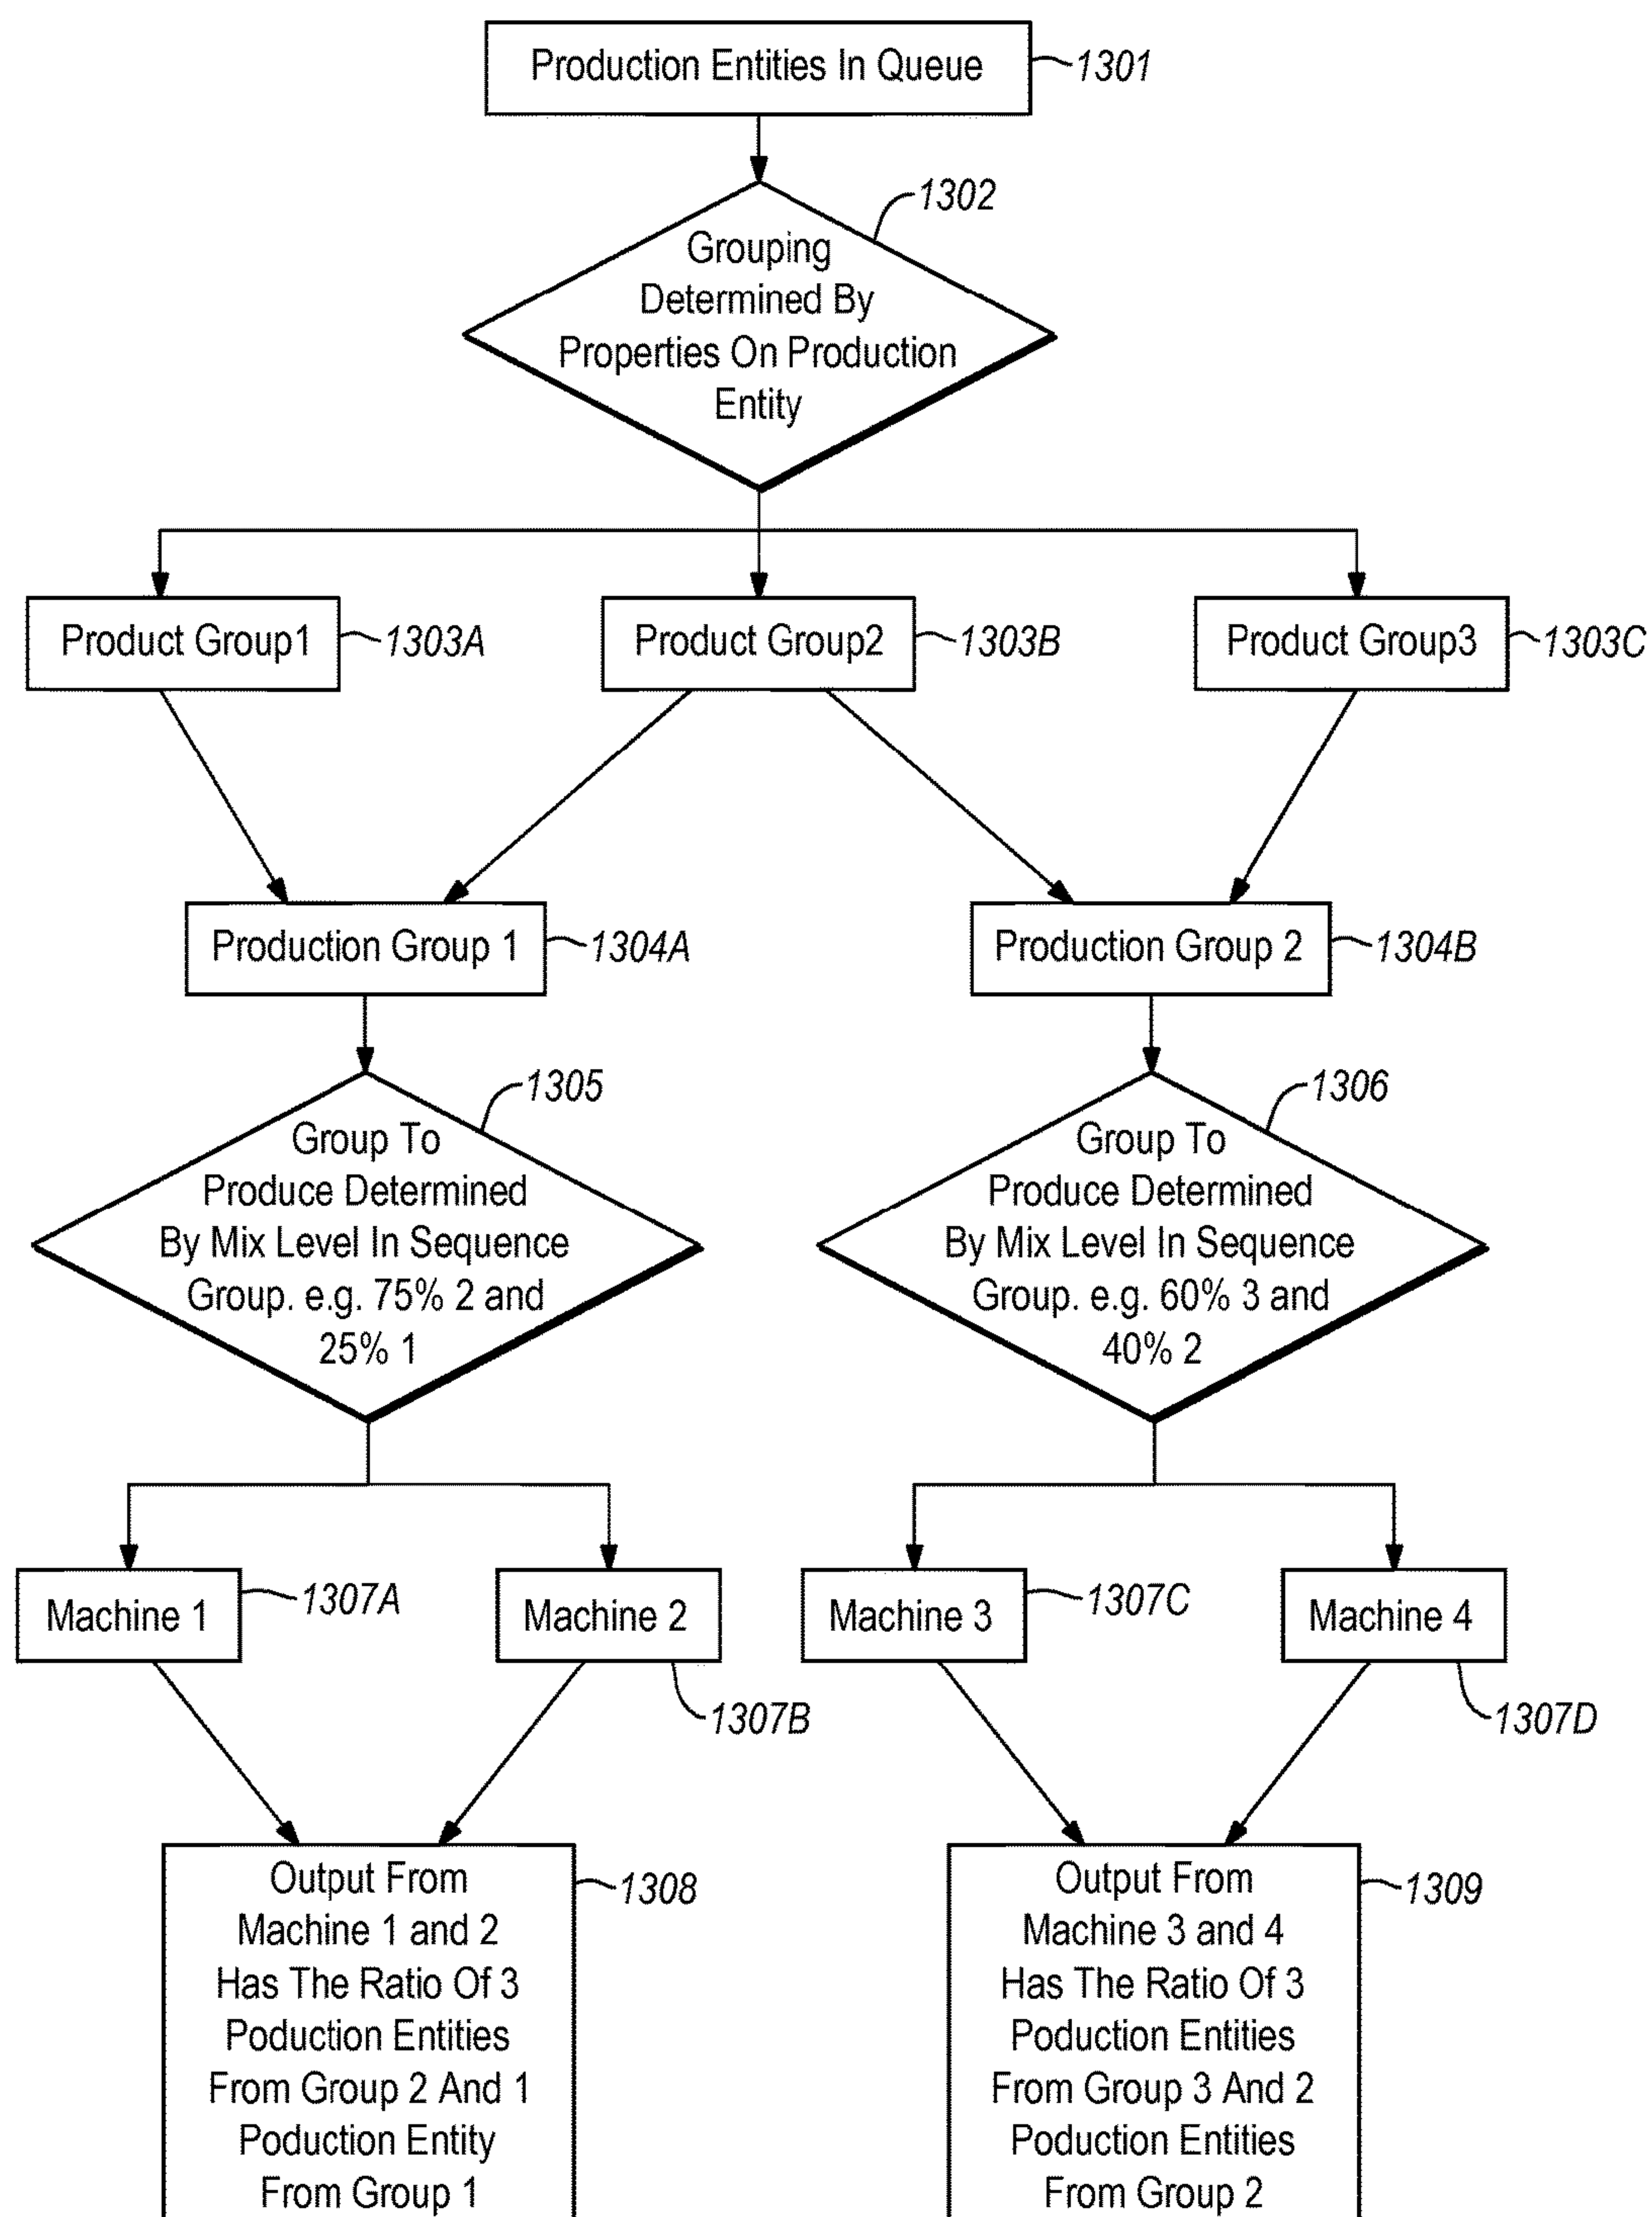 Production Entities In Queue
1301
1302
Grouping
Determined By
Properties On Production
Entity
Product Group1
1303A
Product Group2
1303B
Product Group3
1303C
Production Group 1
1304A
Production Group 2
1304B
1305
Group To
Produce Determined
By Mix Level In Sequence
Group. e.g. 75% 2 and
25% 1
1306
Group To
Produce Determined
By Mix Level In Sequence
Group. e.g. 60% 3 and
40% 2
Machine 1
1307A
Machine 2
1307B
Machine 3
1307C
Machine 4
1307D
Output From
Machine 1 and 2
Has The Ratio Of 3
Poduction Entities
From Group 2 And 1
Poduction Entity
From Group 1
1308
Output From
Machine 3 and 4
Has The Ratio Of 3
Poduction Entities
From Group 3 And 2
Poduction Entities
From Group 2
1309